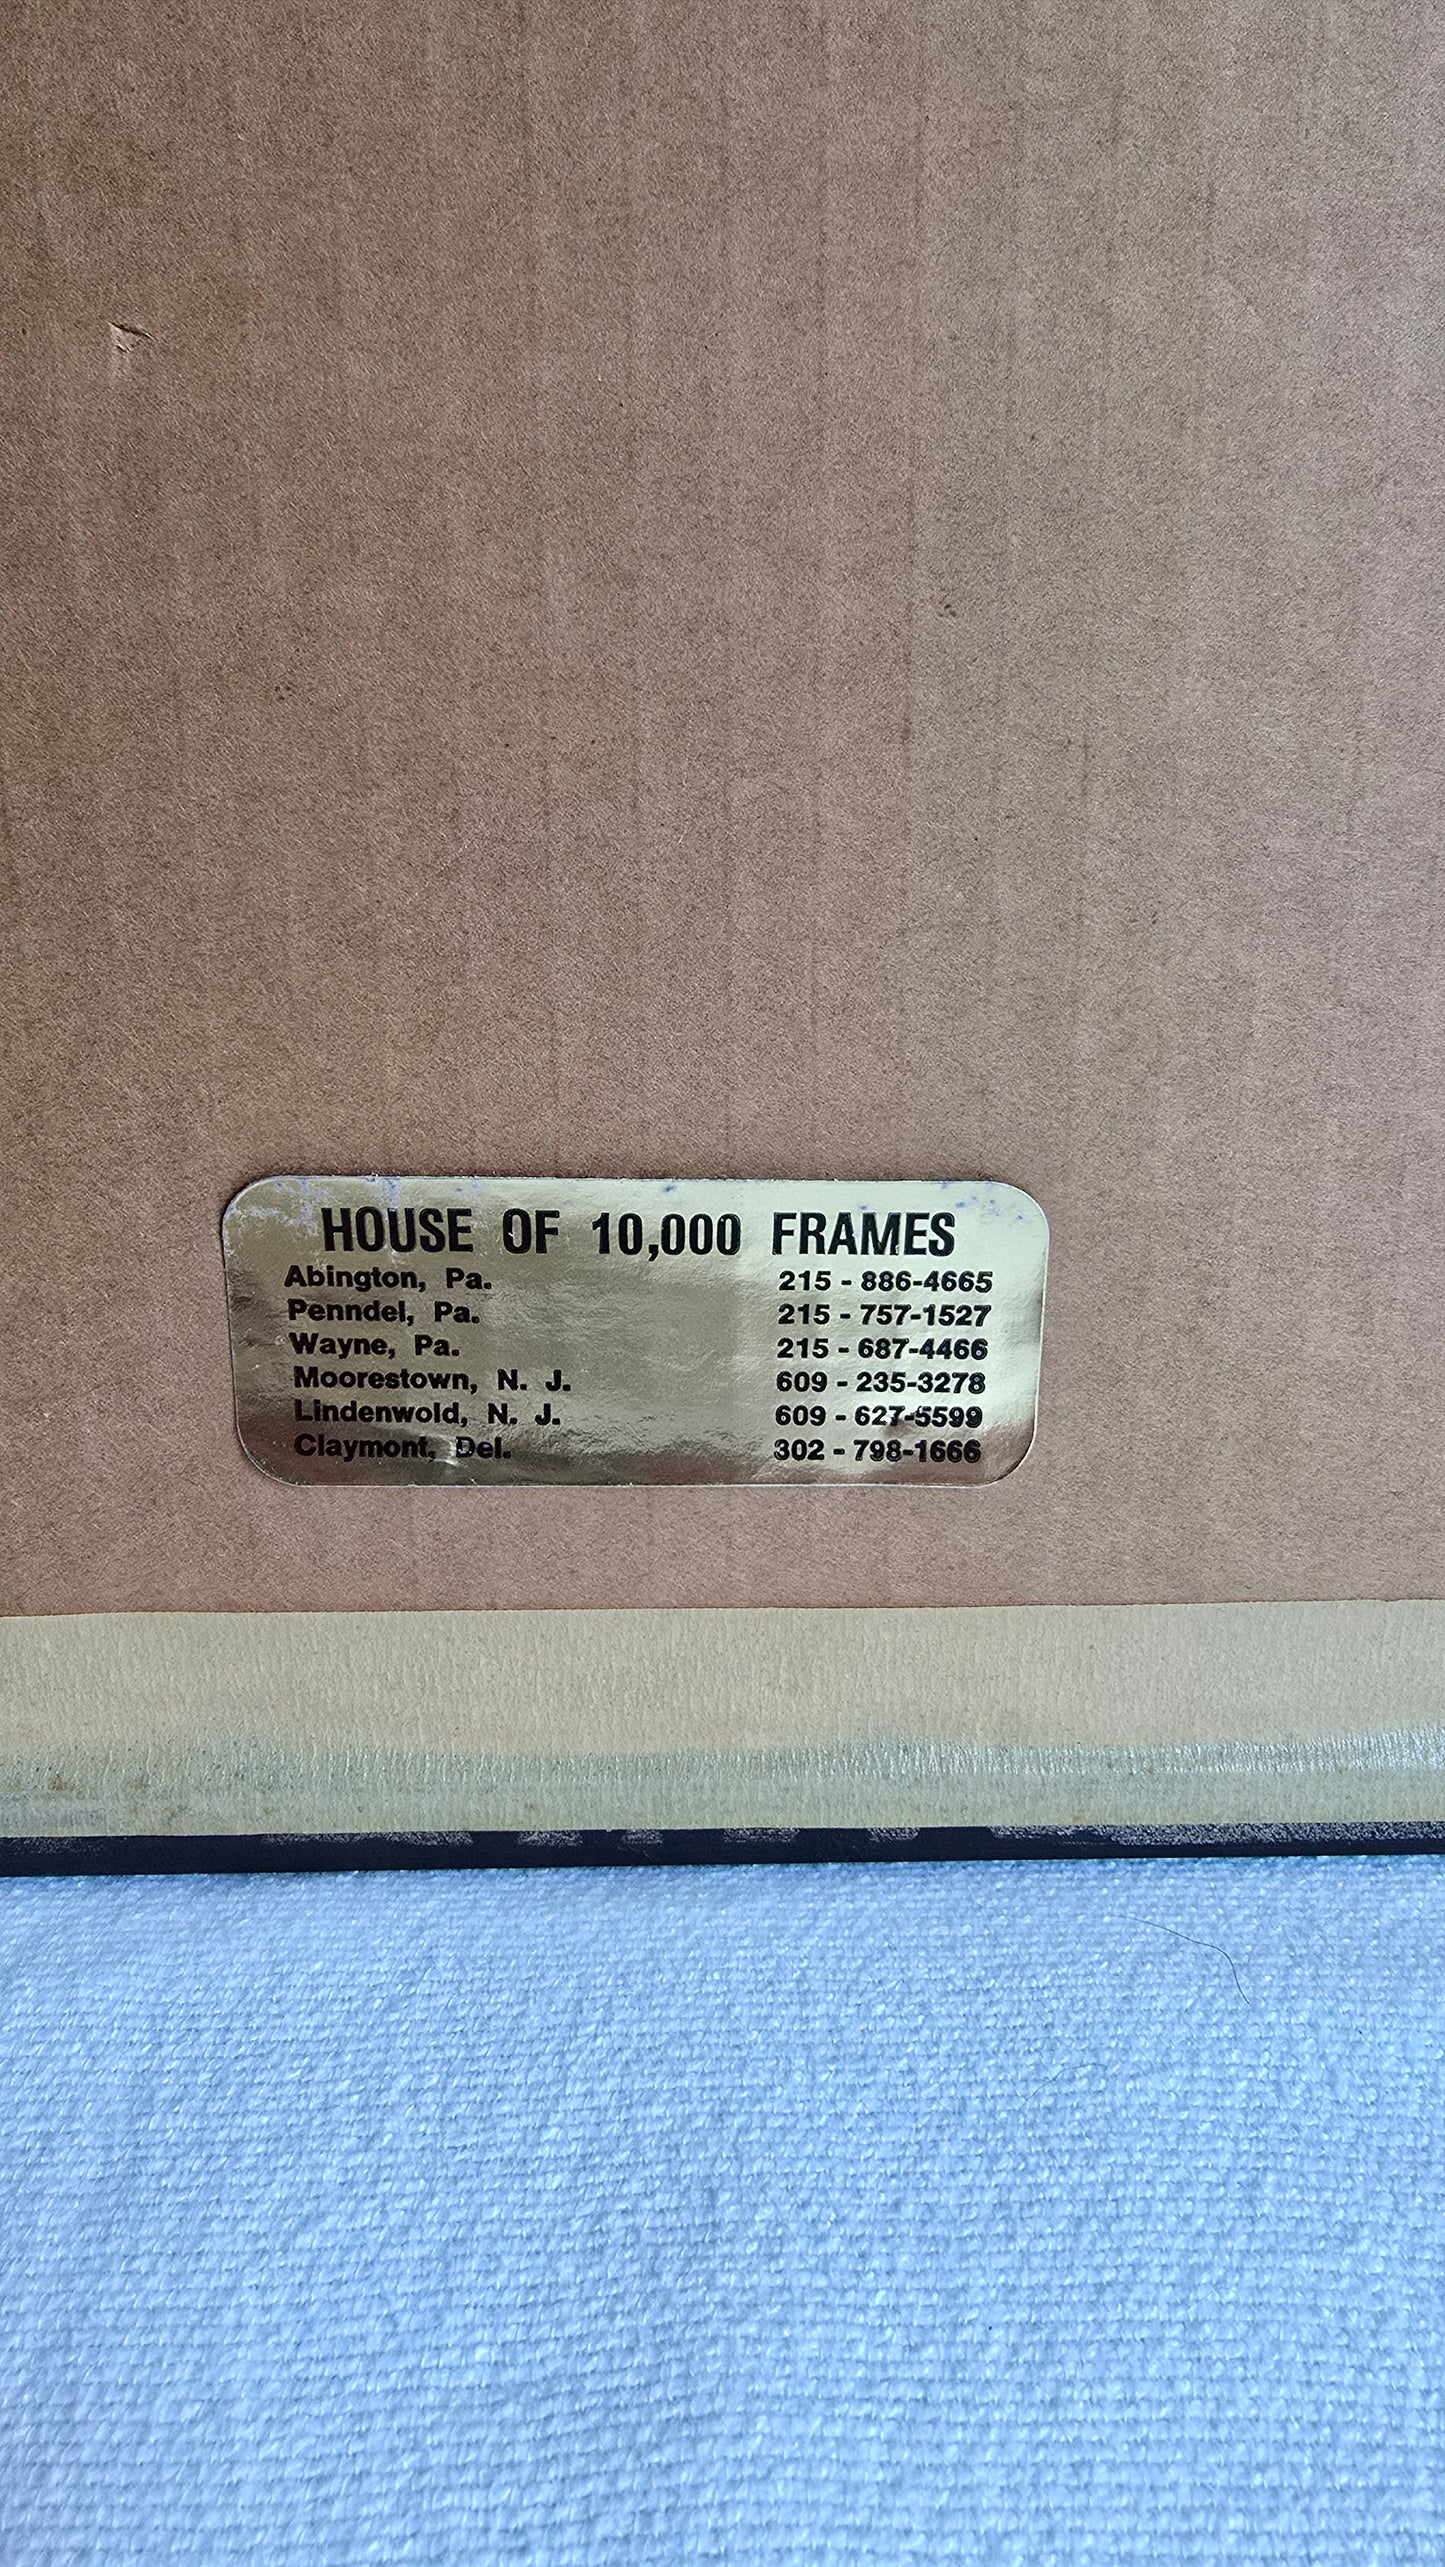 HOUSE OF 10,000 FRAMES
Abington, Pa. 215 - 886-4665
Penndel, Pa. 215 - 757-1527
Wayne, Pa. 215 - 687-4466
Moorestown, N. J. 609 - 235-3278
Lindenwold, N. J. 609 - 627-5599
Claymont, Del. 302 - 798-1666